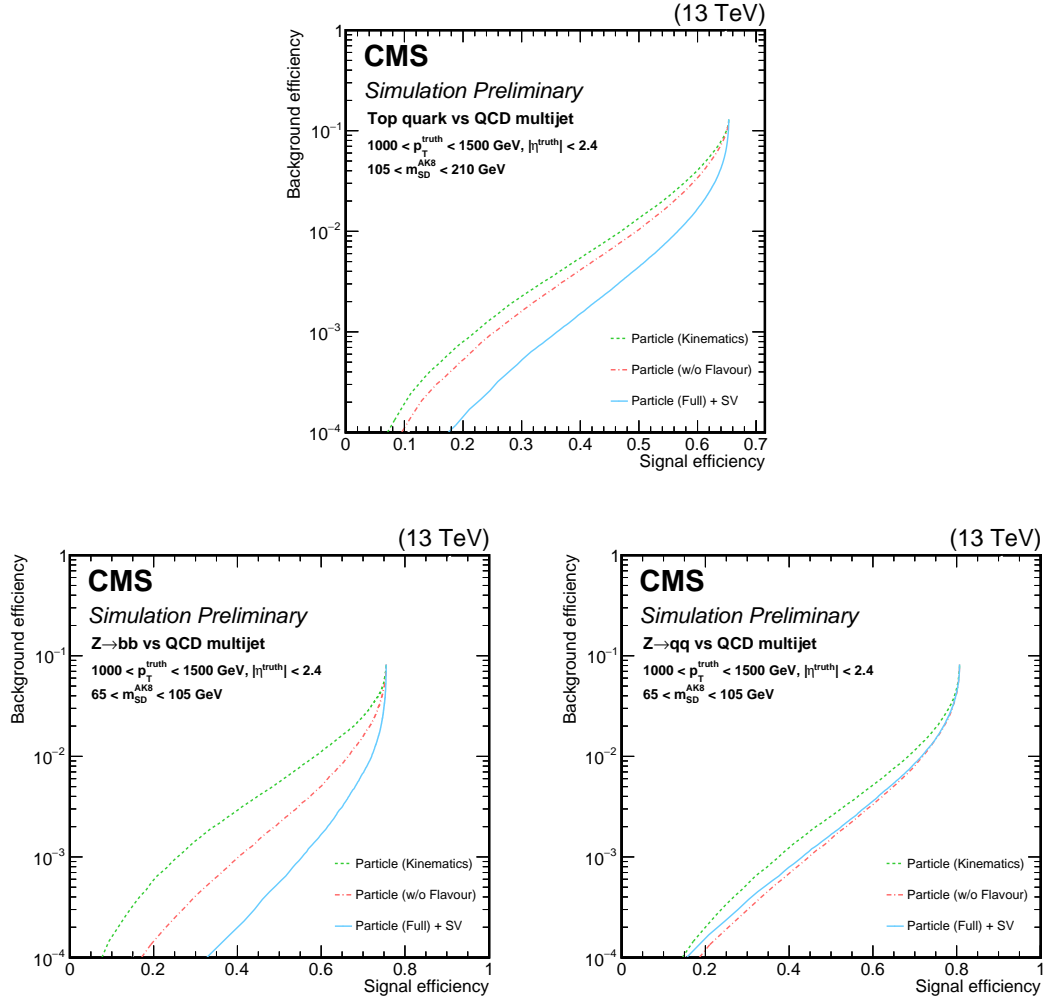 (13 TeV)
CMS
Simulation Preliminary
Top quark vs QCD multijet
1000 < p_T^truth < 1500 GeV, |η^truth| < 2.4
105 < m_SD^AK8 < 210 GeV
Background efficiency
1
10⁻¹
10⁻²
10⁻³
10⁻⁴
Particle (Kinematics)
Particle (w/o Flavour)
Particle (Full) + SV
0 0.1 0.2 0.3 0.4 0.5 0.6 0.7
Signal efficiency
(13 TeV)
CMS
Simulation Preliminary
Z→bb vs QCD multijet
1000 < p_T^truth < 1500 GeV, |η^truth| < 2.4
65 < m_SD^AK8 < 105 GeV
Background efficiency
1
10⁻¹
10⁻²
10⁻³
10⁻⁴
Particle (Kinematics)
Particle (w/o Flavour)
Particle (Full) + SV
0 0.2 0.4 0.6 0.8 1
Signal efficiency
(13 TeV)
CMS
Simulation Preliminary
Z→qq vs QCD multijet
1000 < p_T^truth < 1500 GeV, |η^truth| < 2.4
65 < m_SD^AK8 < 105 GeV
Background efficiency
1
10⁻¹
10⁻²
10⁻³
10⁻⁴
Particle (Kinematics)
Particle (w/o Flavour)
Particle (Full) + SV
0 0.2 0.4 0.6 0.8 1
Signal efficiency